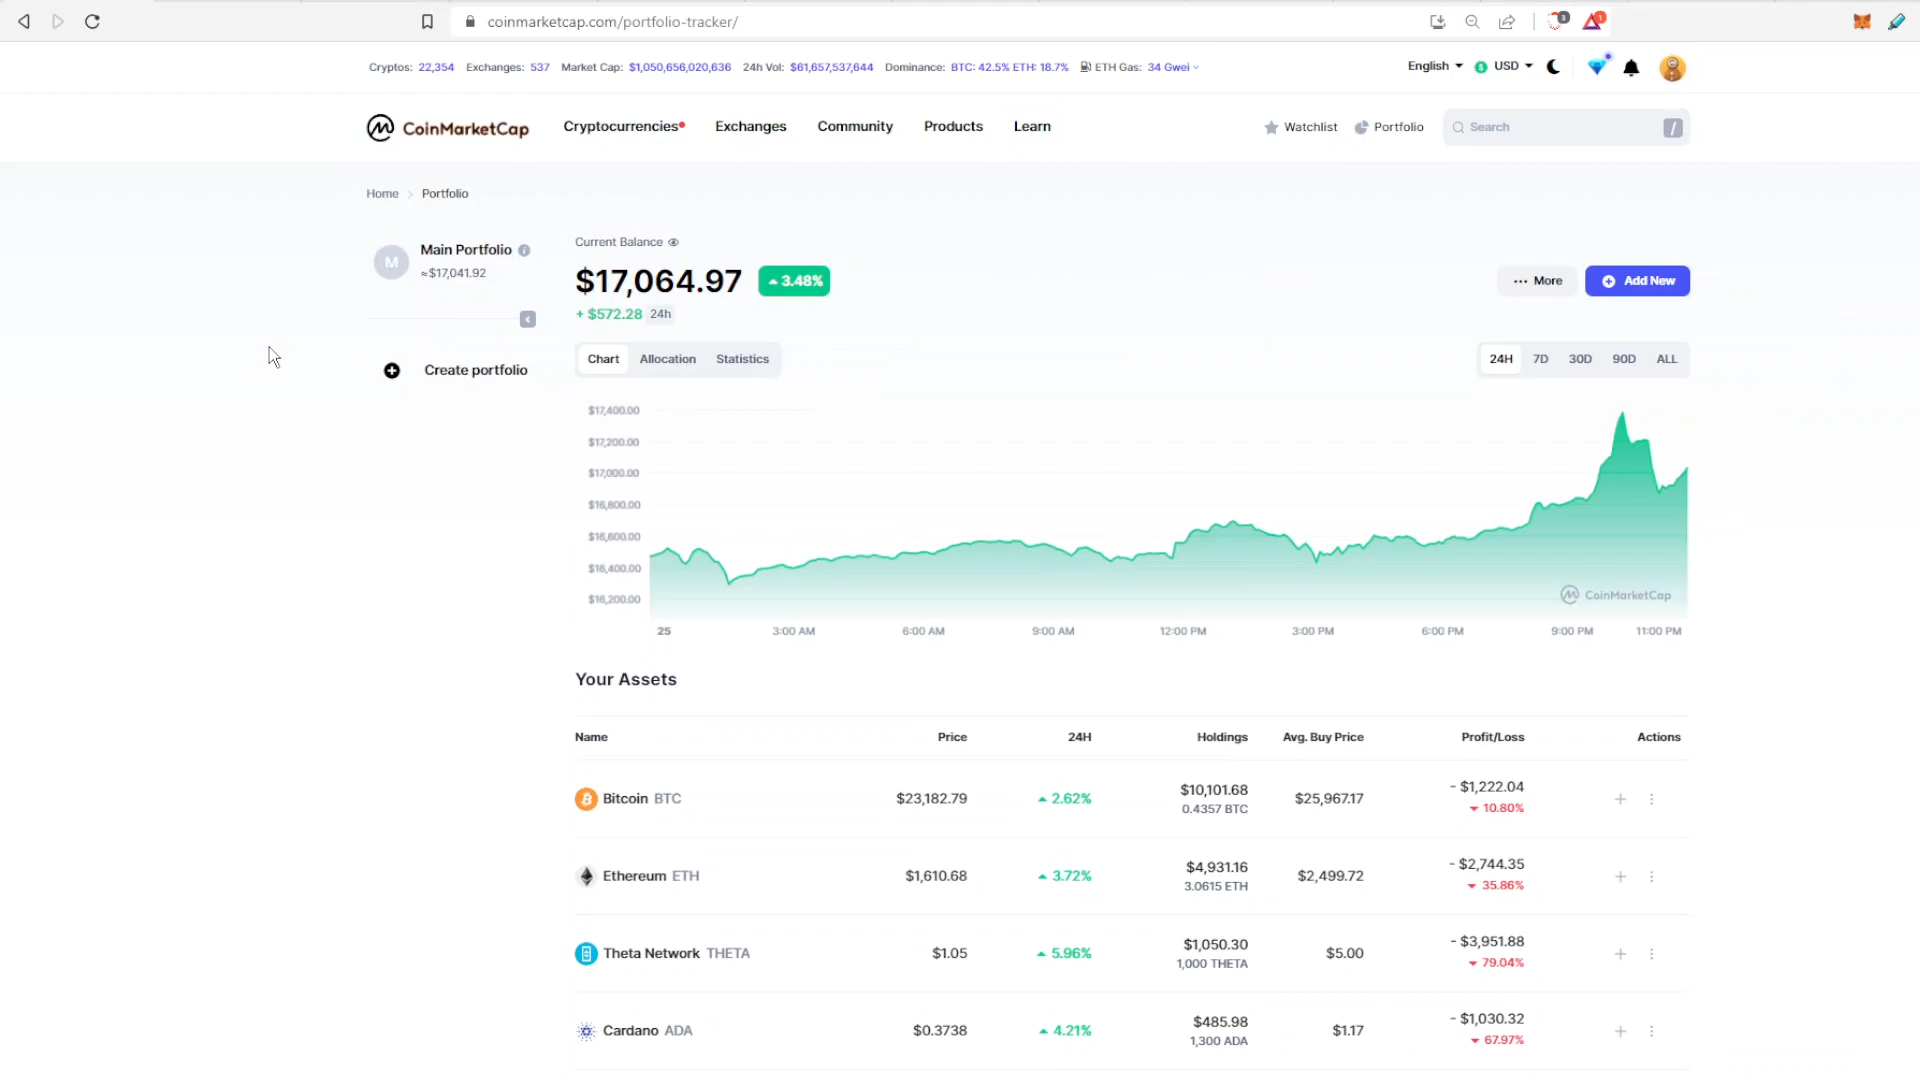 coinmarketcap.com/portfolio-tracker/
3
1
Cryptos: 22,354 Exchanges: 537 Market Cap: $1,050,656,020,636 24h Vol: $61,657,537,644 Dominance: BTC: 42.5% ETH: 18.7% ETH Gas: 34 Gwei
English USD
CoinMarketCap Cryptocurrencies Exchanges Community Products Learn Watchlist Portfolio Search /
Home > Portfolio
M
Main Portfolio
≈$17,041.92
Create portfolio
Current Balance
$17,064.97 3.48%
+ $572.28 24h
More Add New
Chart Allocation Statistics
24H 7D 30D 90D ALL
$17,400.00
$17,200.00
$17,000.00
$16,800.00
$16,600.00
$16,400.00
$16,200.00
CoinMarketCap
25 3:00 AM 6:00 AM 9:00 AM 12:00 PM 3:00 PM 6:00 PM 9:00 PM 11:00 PM
Your Assets
Name Price 24H Holdings Avg. Buy Price Profit/Loss Actions
Bitcoin BTC $23,182.79 2.62% $10,101.68 $25,967.17 - $1,222.04
0.4357 BTC 10.80%
Ethereum ETH $1,610.68 3.72% $4,931.16 $2,499.72 - $2,744.35
3.0615 ETH 35.86%
Theta Network THETA $1.05 5.96% $1,050.30 $5.00 - $3,951.88
1,000 THETA 79.04%
Cardano ADA $0.3738 4.21% $485.98 $1.17 - $1,030.32
1,300 ADA 67.97%